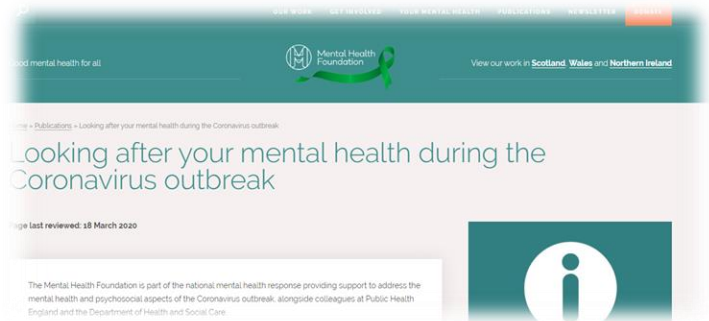 OUR WORK GET INVOLVED YOUR MENTAL HEALTH PUBLICATIONS NEWSLETTER
Good mental health for all
Mental Health
Foundation
View our work in Scotland, Wales and Northern Ireland
Home » Publications » Looking after your mental health during the Coronavirus outbreak
Looking after your mental health during the
Coronavirus outbreak
Page last reviewed: 18 March 2020
The Mental Health Foundation is part of the national mental health response providing support to address the
mental health and psychosocial aspects of the Coronavirus outbreak, alongside colleagues at Public Health
England and the Department of Health and Social Care.